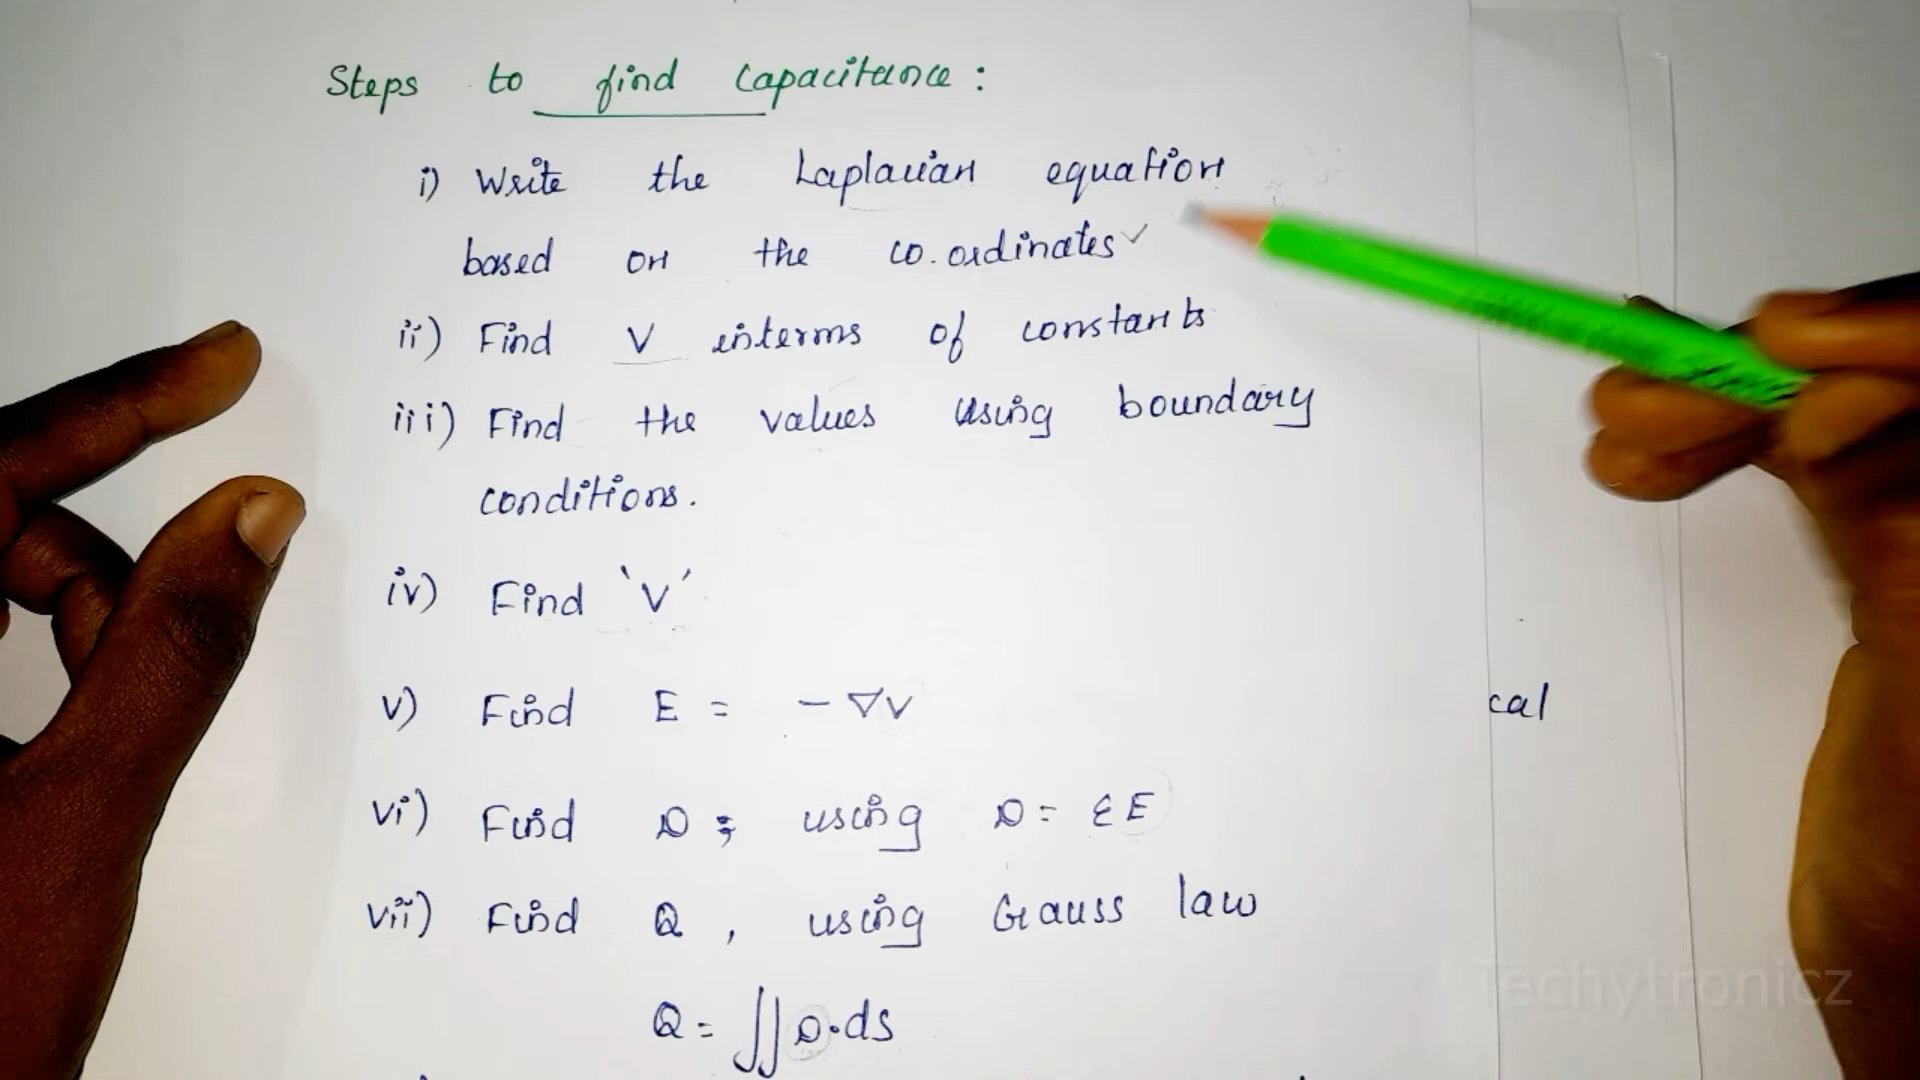 Steps to find Capacitance:
i) Write the Laplacian equation
based on the co.ordinates ✓
ii) Find V interms of constants
iii) Find the values using boundary
conditions.
iv) Find 'V'
v) Find E = -∇V
cal
vi) Find D ; using D = εE
vii) Find Q , using Gauss law
Q = ∬ D·ds
Techytronicz